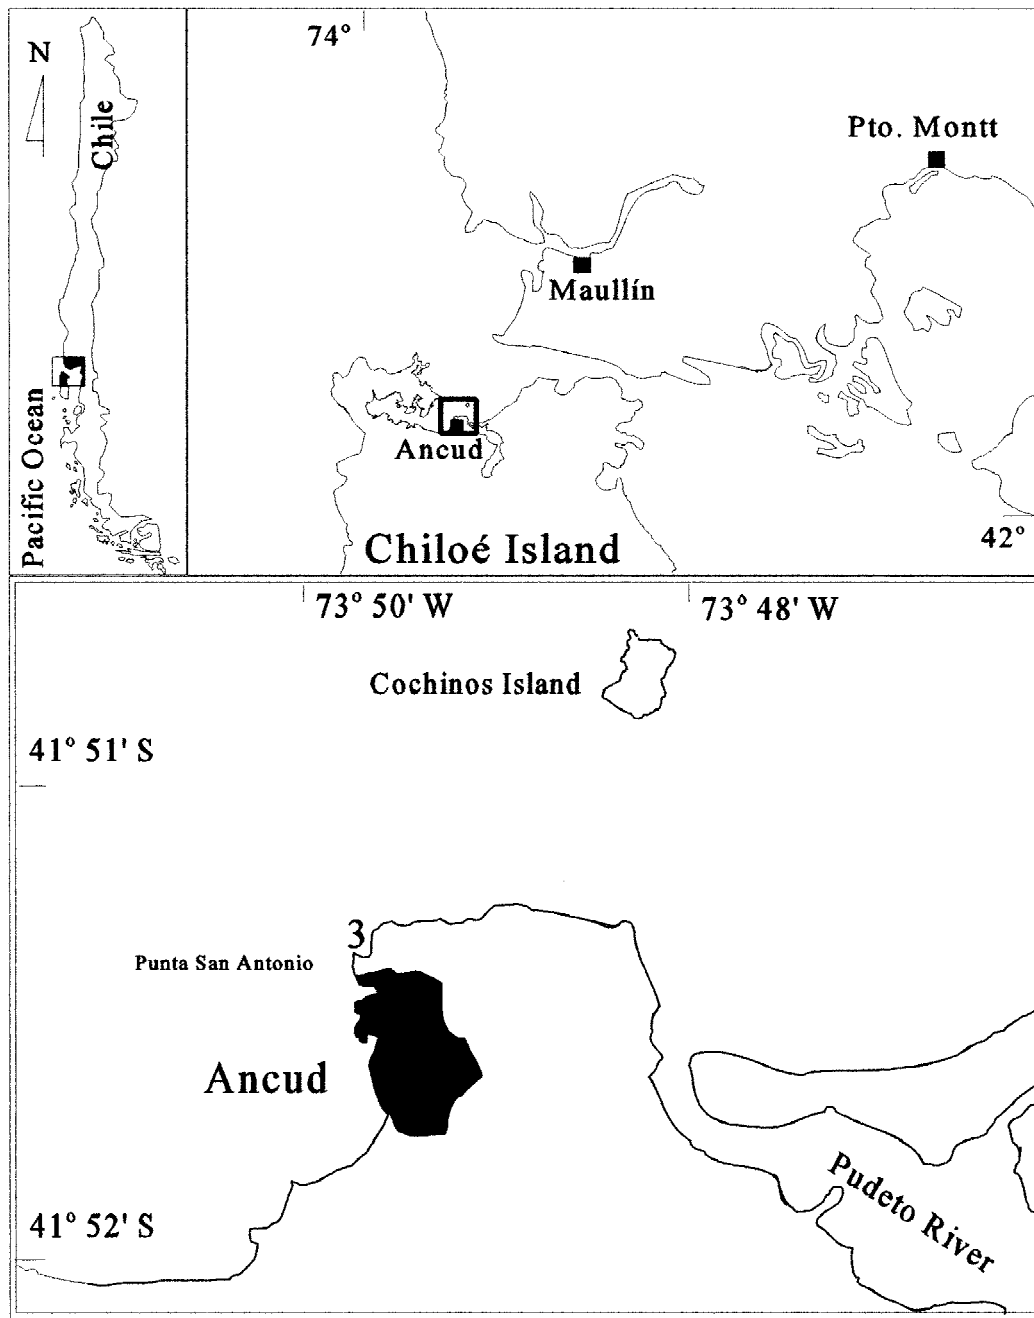 N
Chile
Pacific Ocean
74°
Pto. Montt
Maullín
Ancud
Chiloé Island
42°
73° 50' W
73° 48' W
Cochinos Island
41° 51' S
3
Punta San Antonio
Ancud
Pudeto River
41° 52' S